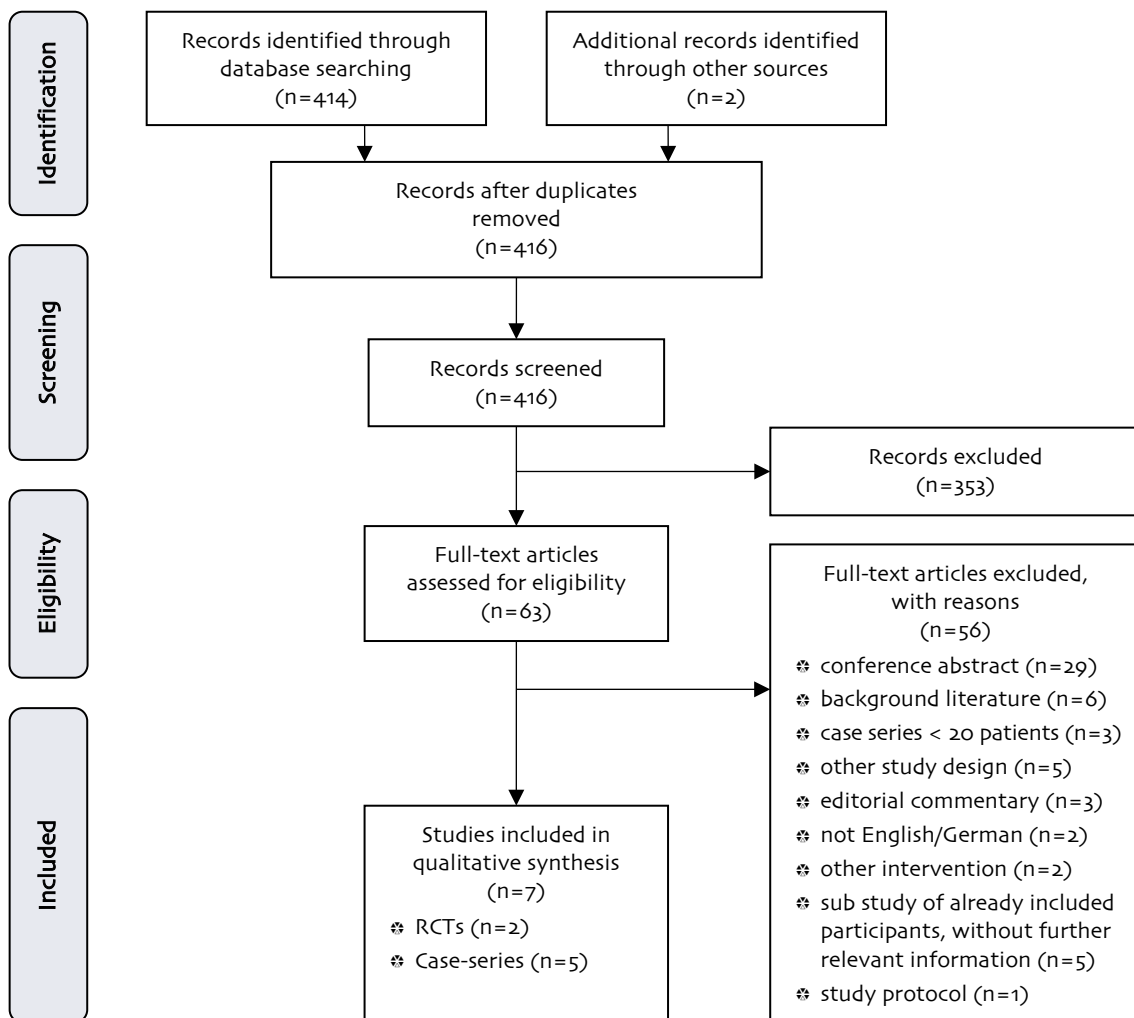 Identification
Records identified through
database searching
(n=414)
Additional records identified
through other sources
(n=2)
Records after duplicates
removed
(n=416)
Screening
Records screened
(n=416)
Records excluded
(n=353)
Eligibility
Full-text articles
assessed for eligibility
(n=63)
Full-text articles excluded,
with reasons
(n=56)
conference abstract (n=29)
background literature (n=6)
case series < 20 patients (n=3)
other study design (n=5)
editorial commentary (n=3)
not English/German (n=2)
other intervention (n=2)
sub study of already included
participants, without further
relevant information (n=5)
study protocol (n=1)
Included
Studies included in
qualitative synthesis
(n=7)
RCTs (n=2)
Case-series (n=5)